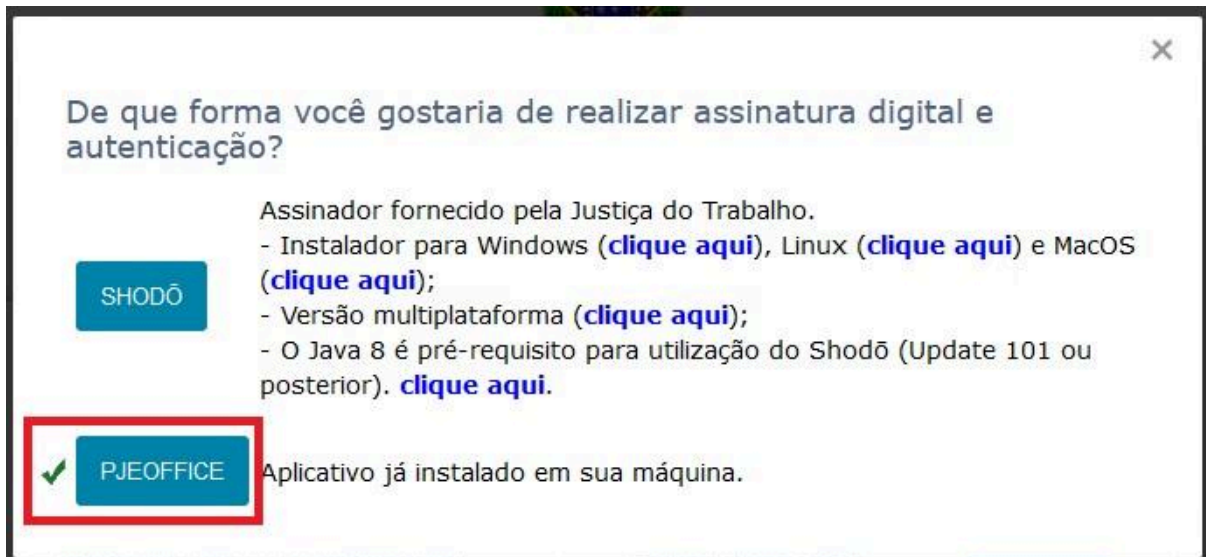 De que forma você gostaria de realizar assinatura digital e
autenticação?
Assinador fornecido pela Justiça do Trabalho.
- Instalador para Windows (clique aqui), Linux (clique aqui) e MacOS
(clique aqui);
SHODŌ
- Versão multiplataforma (clique aqui);
- O Java 8 é pré-requisito para utilização do Shodō (Update 101 ou
posterior). clique aqui.
PJEOFFICE
Aplicativo já instalado em sua máquina.